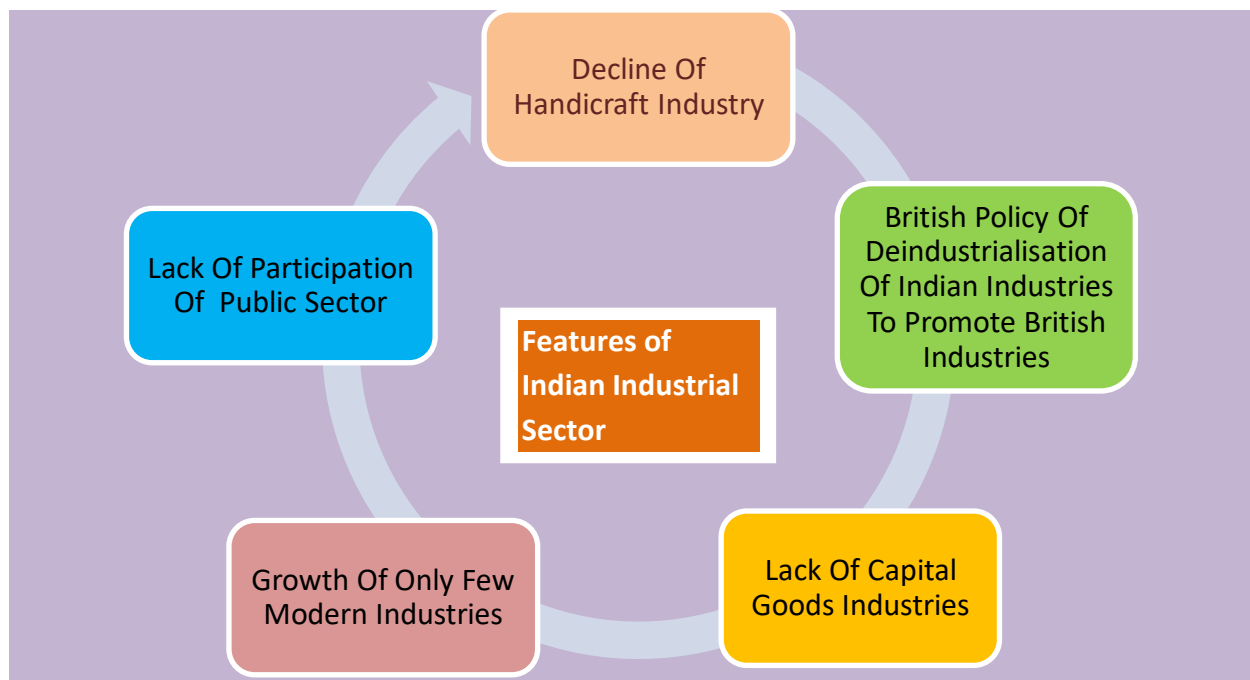 Decline Of
Handicraft Industry
British Policy Of
Deindustrialisation
Of Indian Industries
To Promote British
Industries
Lack Of Capital
Goods Industries
Growth Of Only Few
Modern Industries
Lack Of Participation
Of  Public Sector
Features of
Indian Industrial
Sector